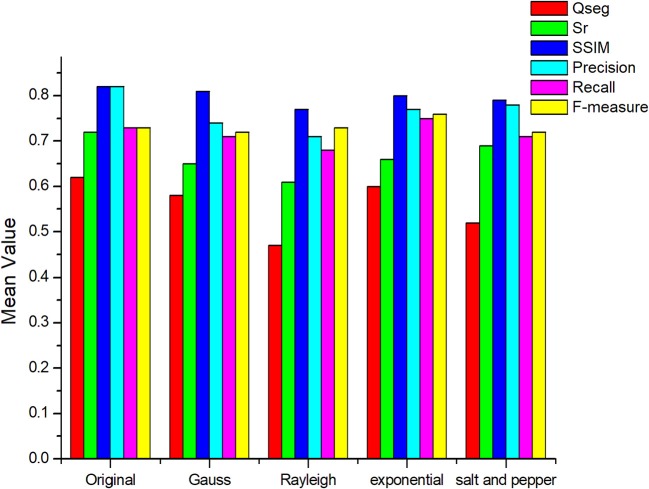 Qseg
Sr
SSIM
Precision
Recall
F-measure
Mean Value
0.8
0.7
0.6
0.5
0.4
0.3
0.2
0.1
0.0
Original
Gauss
Rayleigh
exponential
salt and pepper